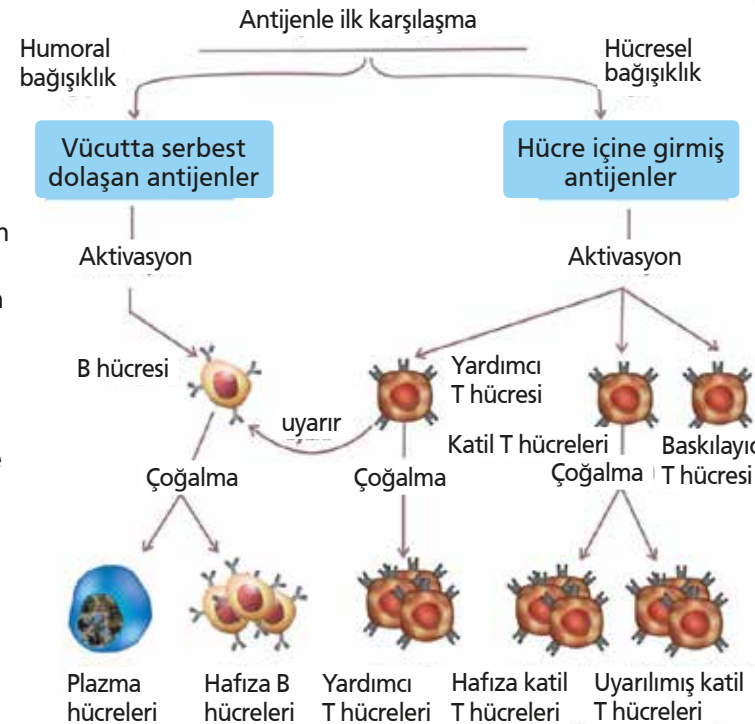 Antijenle ilk karşılaşma
Humoral
bağışıklık
Hücresel
bağışıklık
Vücutta serbest
dolaşan antijenler
Hücre içine girmiş
antijenler
Aktivasyon
Aktivasyon
B hücresi
uyarır
Yardımcı
T hücresi
Katil T hücreleri
Baskılayıc
T hücresi
Çoğalma
Çoğalma
Çoğalma
Plazma
hücreleri
Hafıza B
hücreleri
Yardımcı
T hücreleri
Hafıza katil
T hücreleri
Uyarılımış katil
T hücreleri